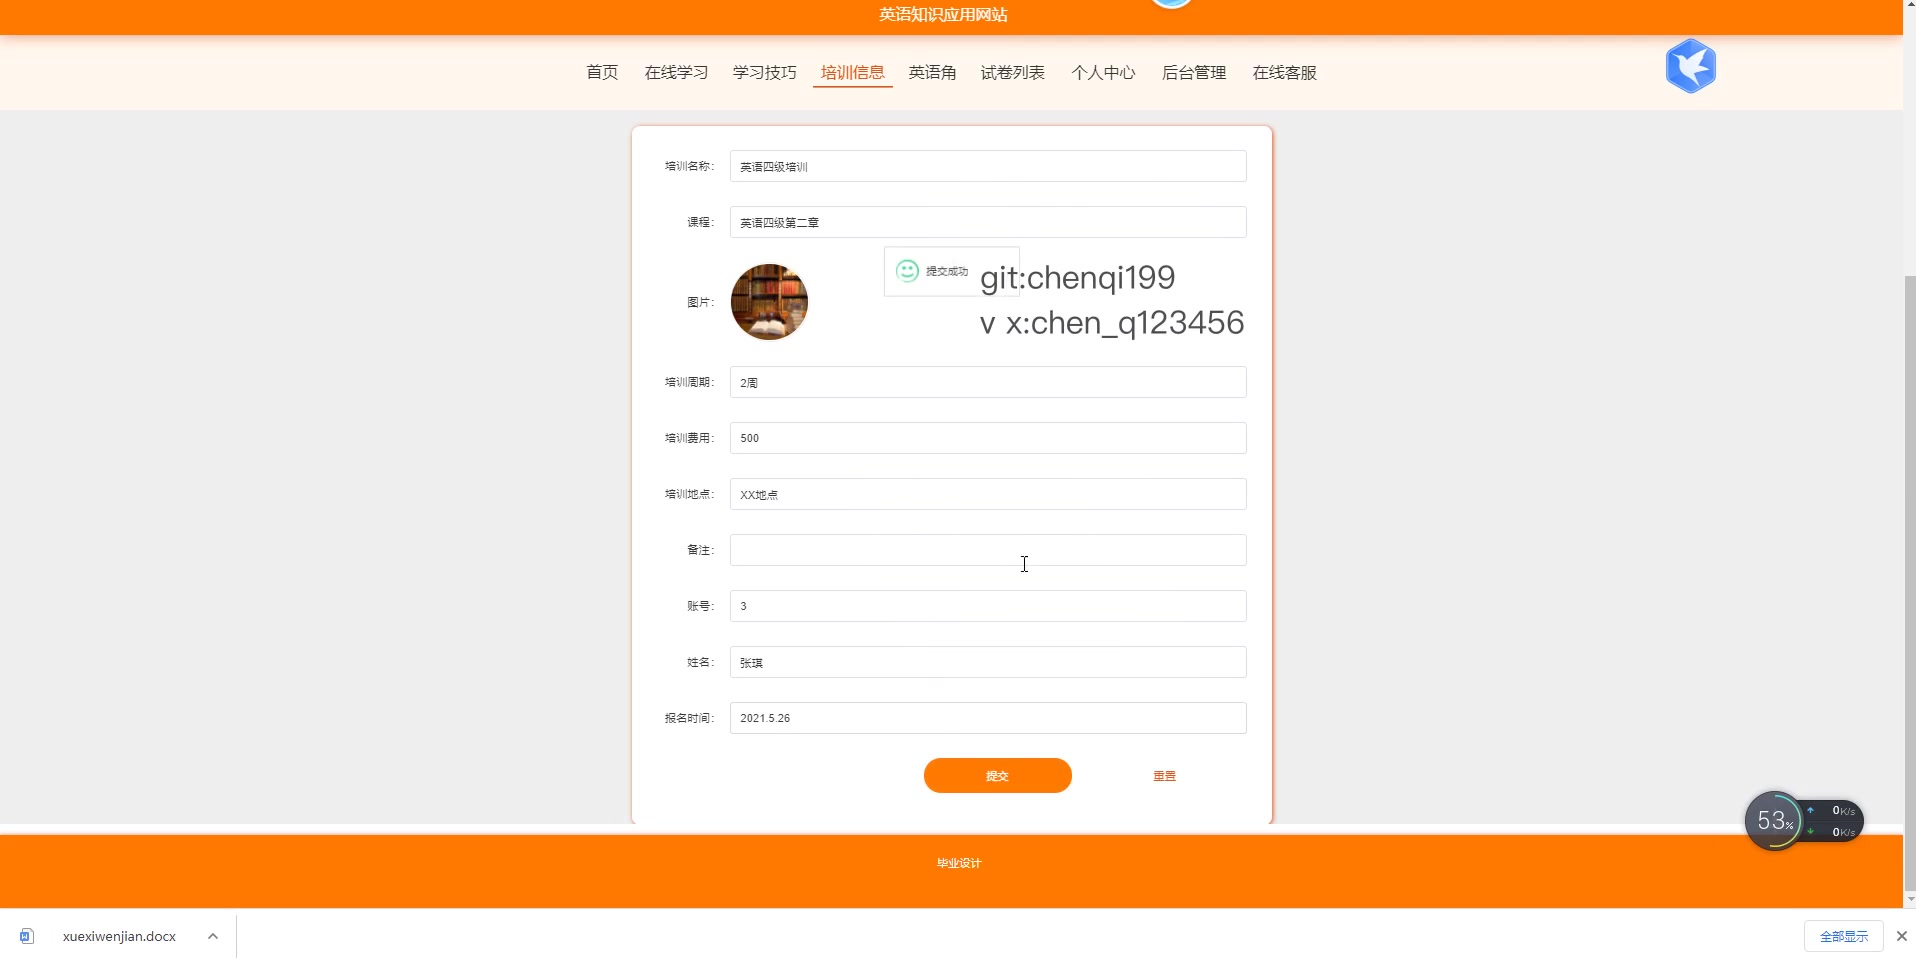 英语知识应用网站
首页 在线学习 学习技巧 培训信息 英语角 试卷列表 个人中心 后台管理 在线客服
培训名称： 英语四级培训
课程： 英语四级第二章
提交成功
git:chenqi199
图片：
v x:chen_q123456
培训周期： 2周
培训费用： 500
培训地点： XX地点
备注：
账号： 3
姓名： 张琪
报名时间： 2021.5.26
提交 重置
53% 0K/s
0K/s
毕业设计
xuexiwenjian.docx 全部显示